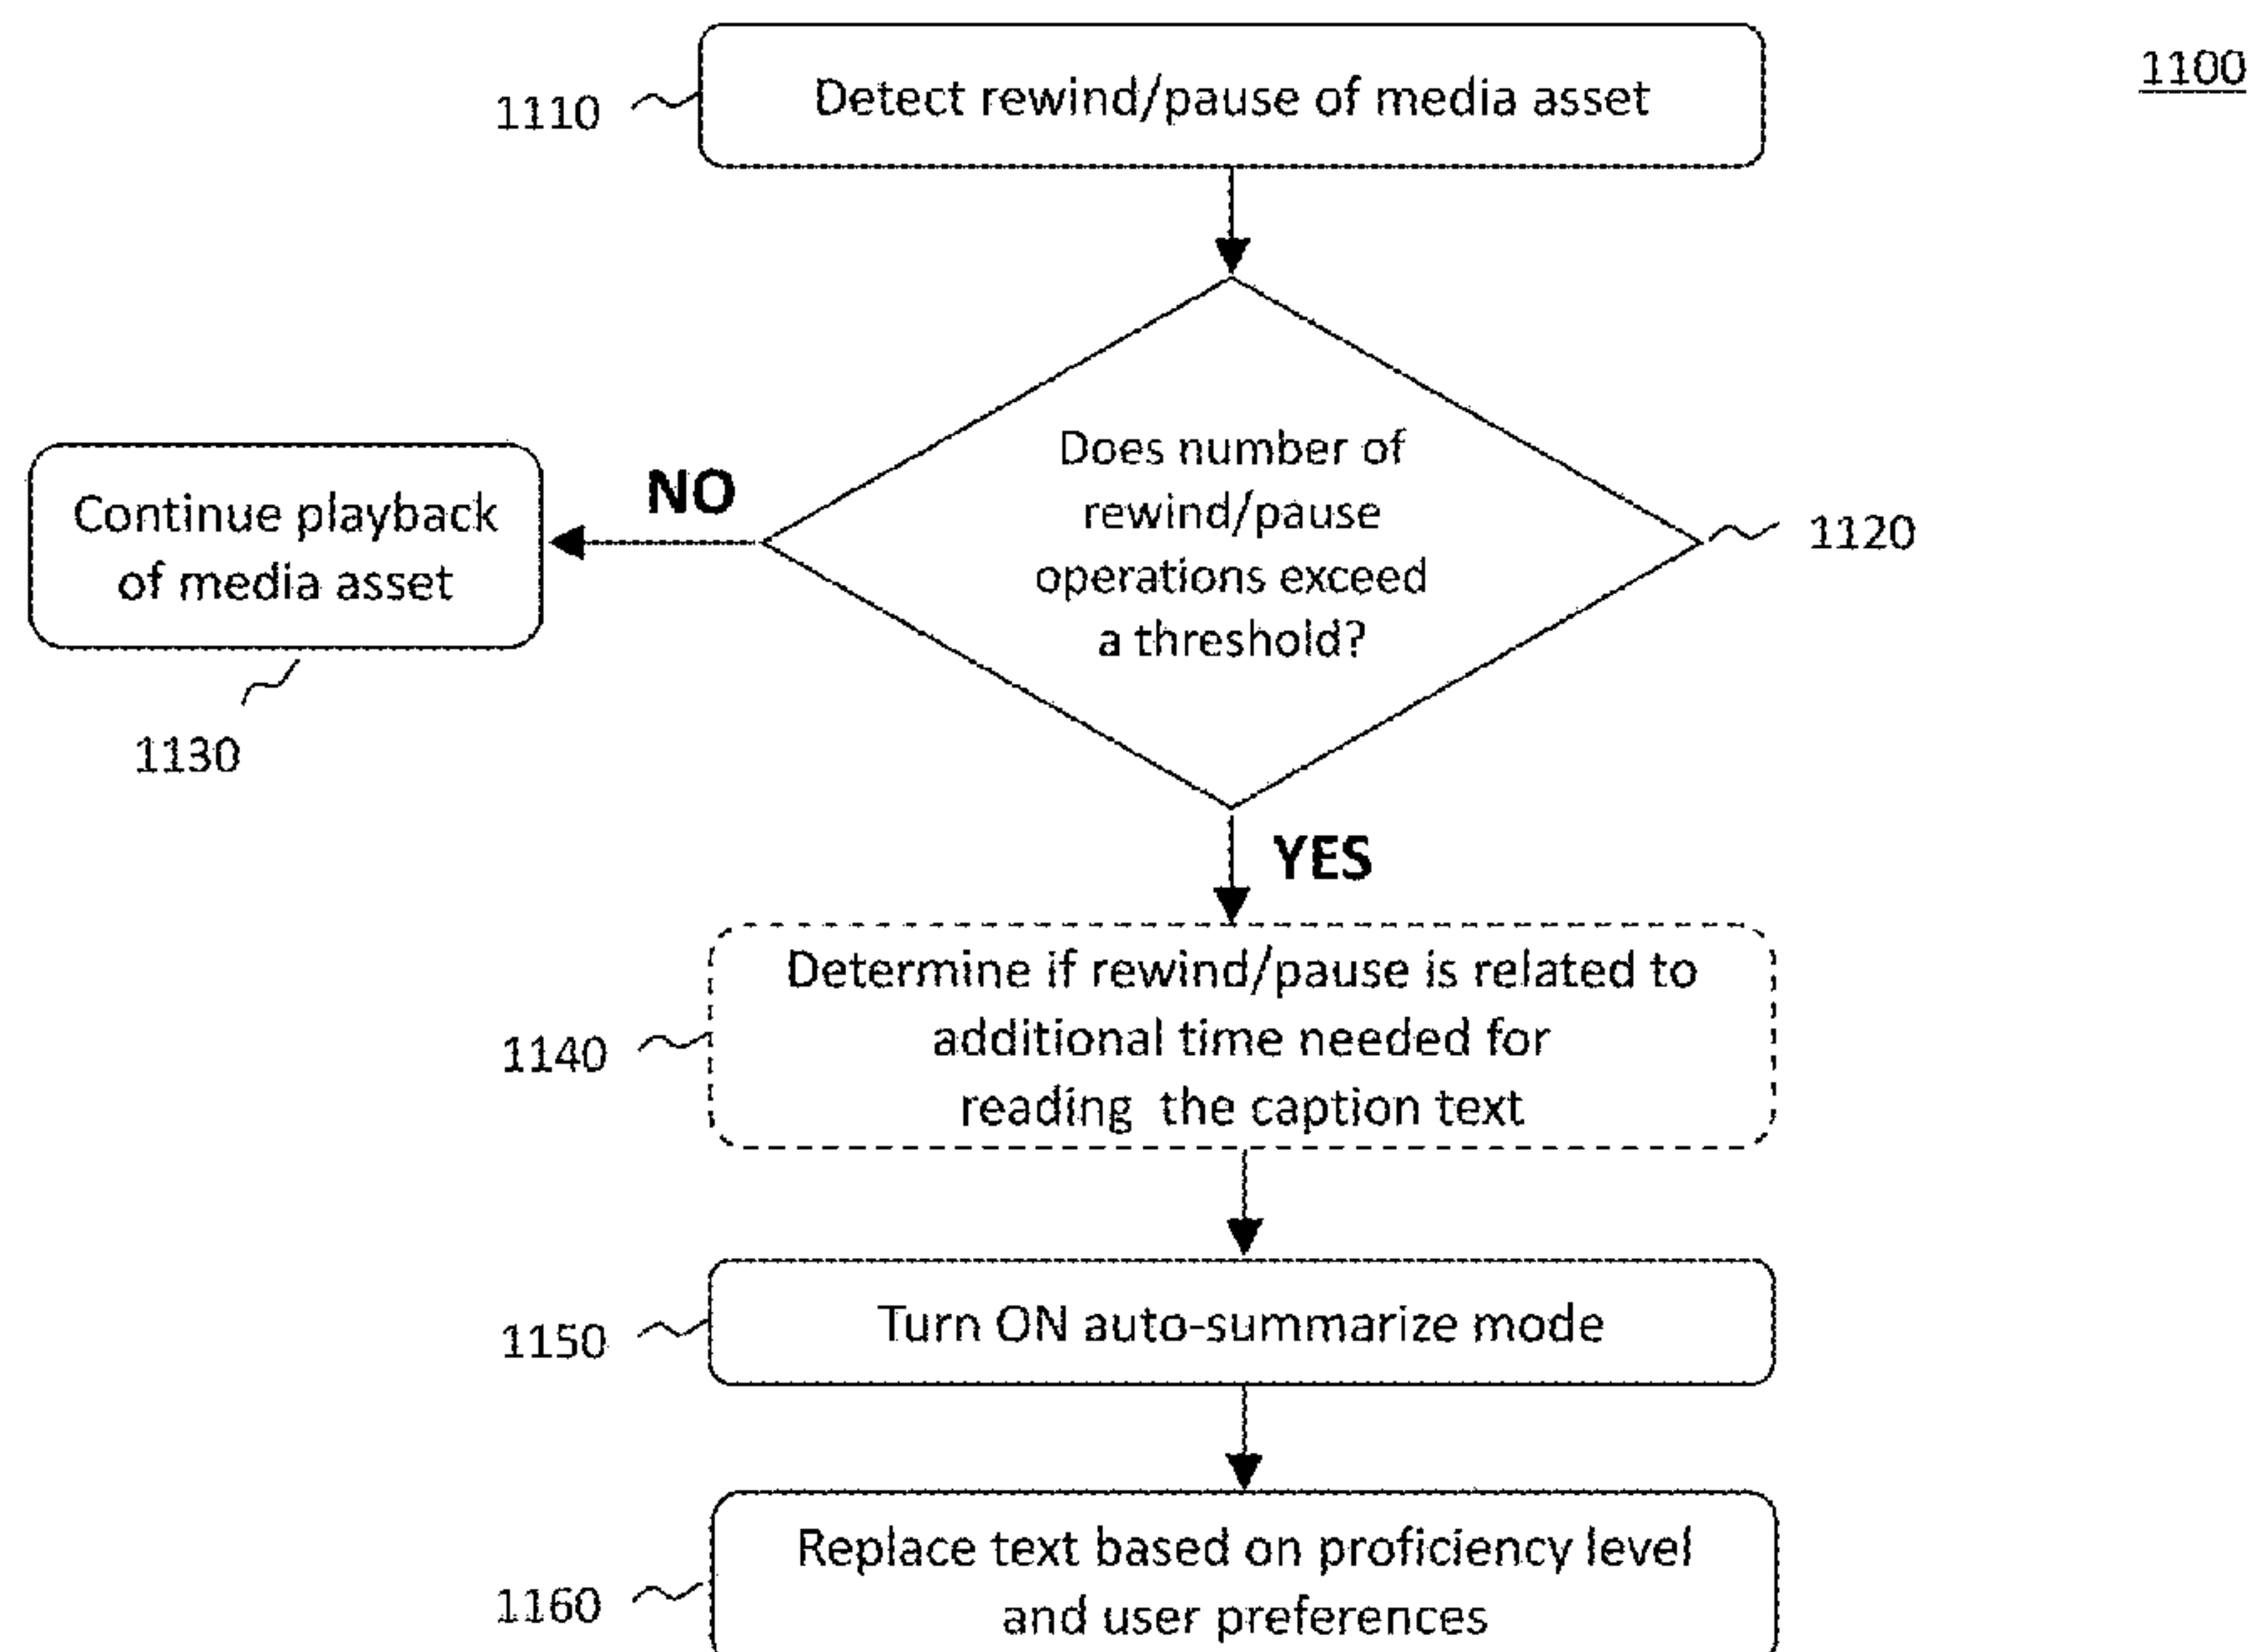 1100
1110
Detect rewind/pause of media asset
Does number of
rewind/pause
operations exceed
a threshold?
1120
NO
Continue playback
of media asset
1130
YES
1140
Determine if rewind/pause is related to
additional time needed for
reading the caption text
1150
Turn ON auto-summarize mode
1160
Replace text based on proficiency level
and user preferences